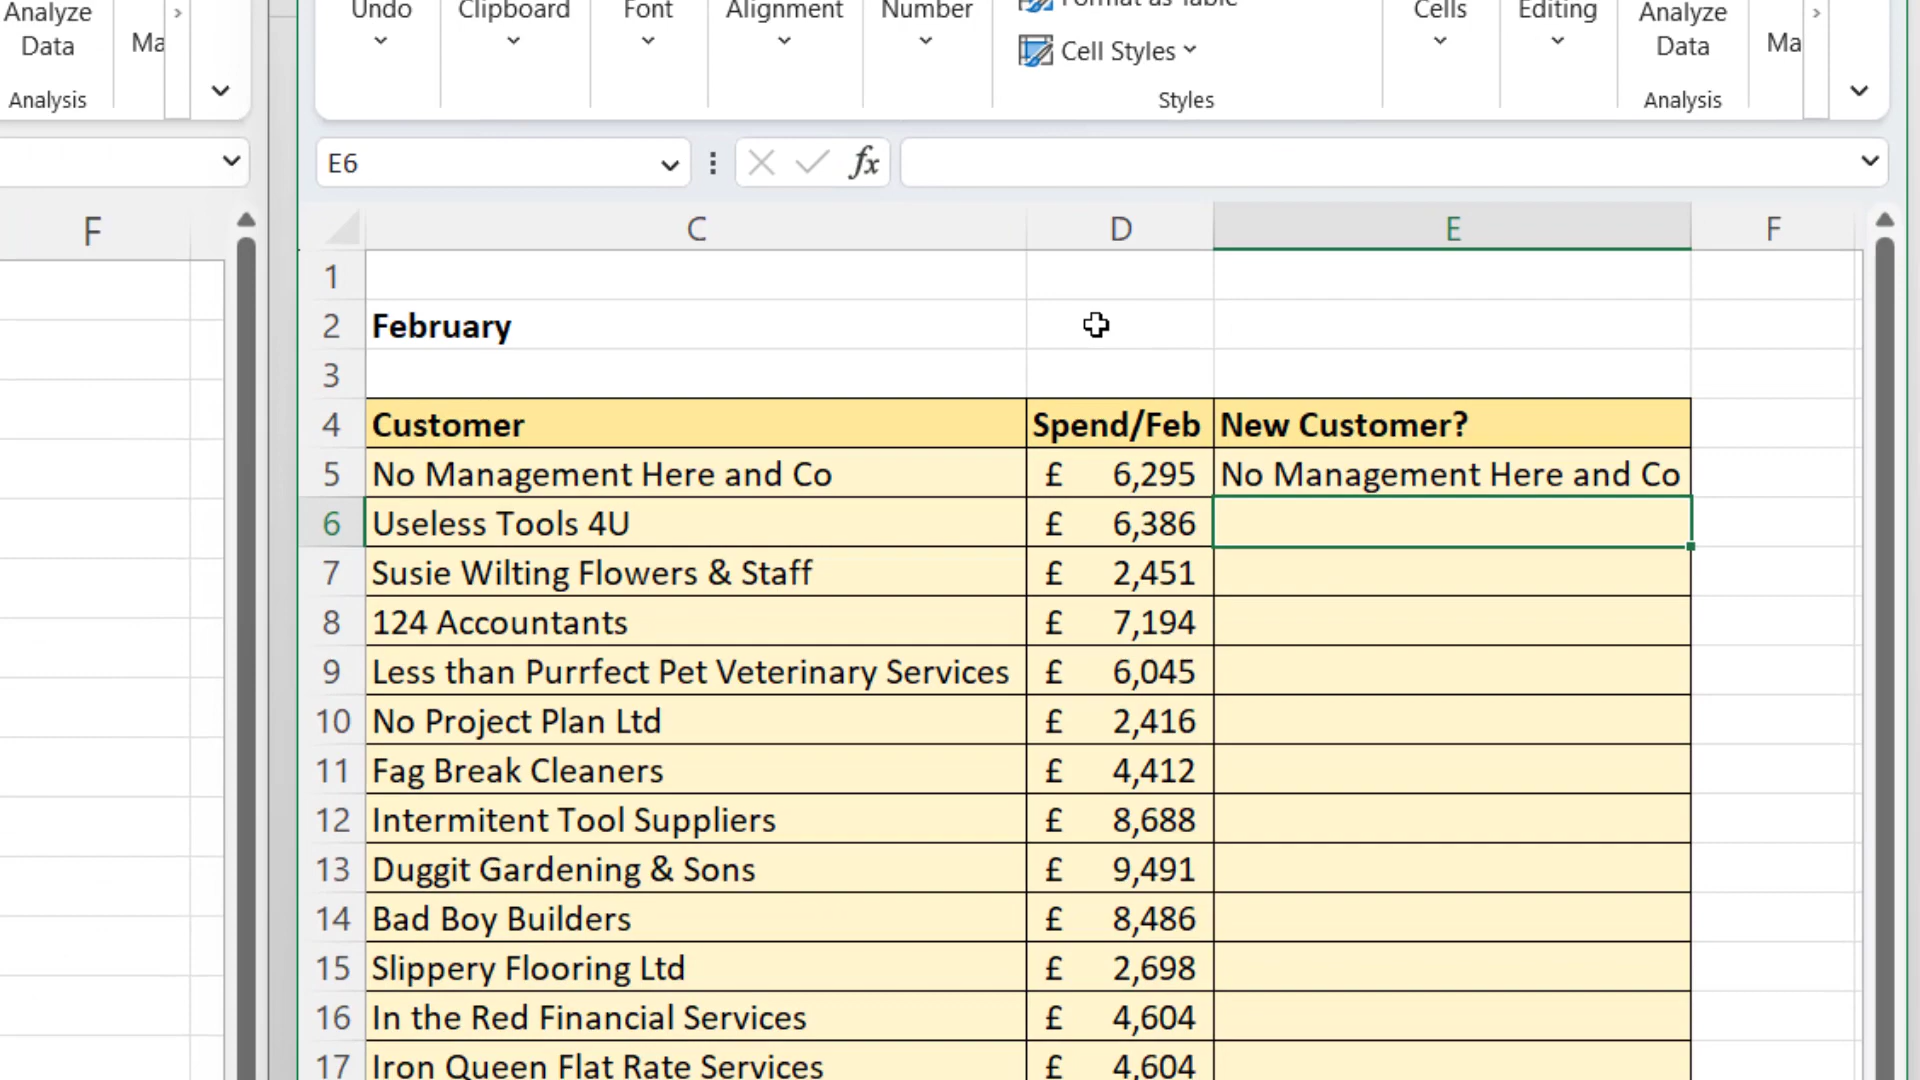 Analyze
Data
Ma
Analysis
F
Undo Clipboard Font Alignment Number Format as Table Cells Editing Analyze
Data
Ma
Cell Styles
Styles
Analysis
E6
fx
C D E F
1
2 February
3
4 Customer Spend/Feb New Customer?
5 No Management Here and Co £ 6,295 No Management Here and Co
6 Useless Tools 4U £ 6,386
7 Susie Wilting Flowers & Staff £ 2,451
8 124 Accountants £ 7,194
9 Less than Purrfect Pet Veterinary Services £ 6,045
10 No Project Plan Ltd £ 2,416
11 Fag Break Cleaners £ 4,412
12 Intermitent Tool Suppliers £ 8,688
13 Duggit Gardening & Sons £ 9,491
14 Bad Boy Builders £ 8,486
15 Slippery Flooring Ltd £ 2,698
16 In the Red Financial Services £ 4,604
17 Iron Queen Flat Rate Services £ 4,604